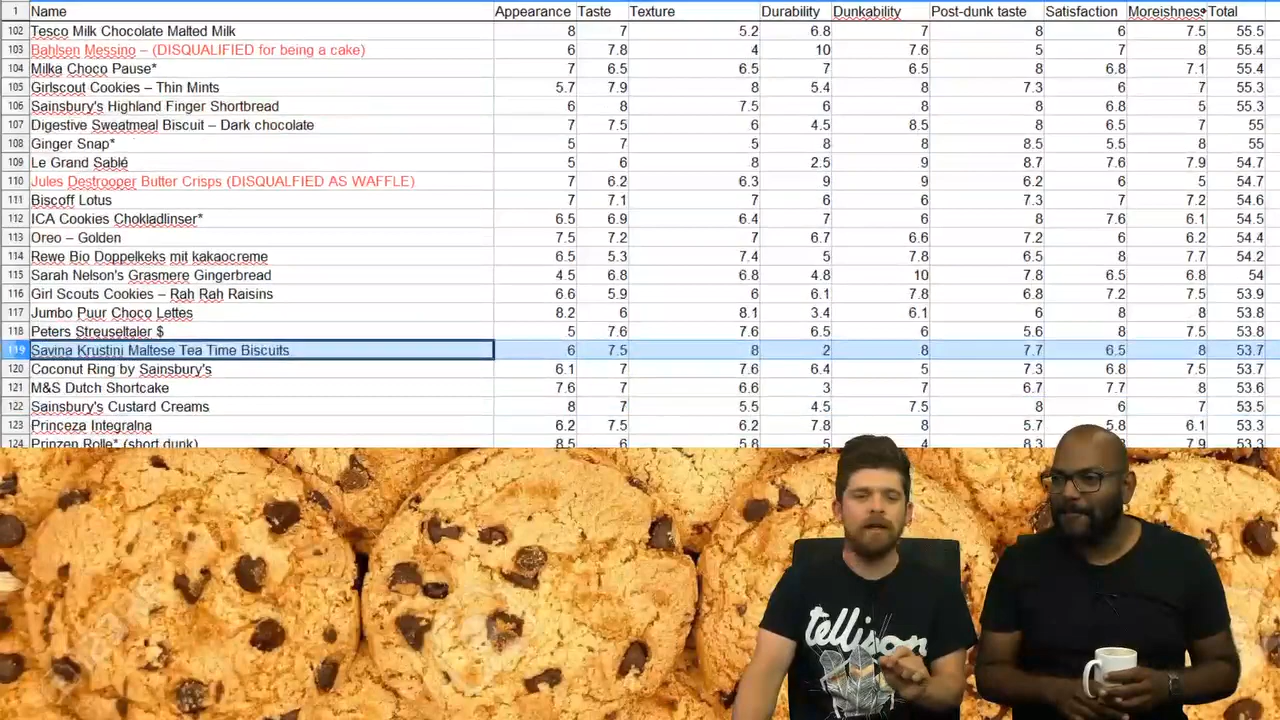 1 Name Appearance Taste Texture Durability Dunkability Post-dunk taste Satisfaction Moreishness Total
102 Tesco Milk Chocolate Malted Milk 8 7 5.2 6.8 7 8 6 7.5 55.5
103 Bahlsen Messino – (DISQUALIFIED for being a cake) 6 7.8 4 10 7.6 5 7 8 55.4
104 Milka Choco Pause* 7 6.5 6.5 7 6.5 8 6.8 7.1 55.4
105 Girlscout Cookies – Thin Mints 5.7 7.9 8 5.4 8 7.3 6 7 55.3
106 Sainsbury's Highland Finger Shortbread 6 8 7.5 6 8 8 6.8 5 55.3
107 Digestive Sweatmeal Biscuit – Dark chocolate 7 7.5 6 4.5 8.5 8 6.5 7 55
108 Ginger Snap* 5 7 5 8 8 8.5 5.5 8 55
109 Le Grand Sablé 5 6 8 2.5 9 8.7 7.6 7.9 54.7
110 Jules Destrooper Butter Crisps (DISQUALFIED AS WAFFLE) 7 6.2 6.3 9 9 6.2 6 5 54.7
111 Biscoff Lotus 7 7.1 7 6 6 7.3 7 7.2 54.6
112 ICA Cookies Chokladlinser* 6.5 6.9 6.4 7 6 8 7.6 6.1 54.5
113 Oreo – Golden 7.5 7.2 7 6.7 6.6 7.2 6 6.2 54.4
114 Rewe Bio Doppelkeks mit kakaocreme 6.5 5.3 7.4 5 7.8 6.5 8 7.7 54.2
115 Sarah Nelson's Grasmere Gingerbread 4.5 6.8 6.8 4.8 10 7.8 6.5 6.8 54
116 Girl Scouts Cookies – Rah Rah Raisins 6.6 5.9 6 6.1 7.8 6.8 7.2 7.5 53.9
117 Jumbo Puur Choco Lettes 8.2 6 8.1 3.4 6.1 8 6 8 53.8
118 Peters Streuseltaler $ 5 7.6 7.6 6.5 6 5.6 8 7.5 53.8
119 Savina Krustini Maltese Tea Time Biscuits 6 7.5 8 2 8 7.7 6.5 8 53.7
120 Coconut Ring by Sainsbury's 6.1 7 7.6 6.4 5 7.3 6.8 7.5 53.7
121 M&S Dutch Shortcake 7.6 7 6.6 3 7 6.7 7.7 8 53.6
122 Sainsbury's Custard Creams 8 7 5.5 4.5 7.5 8 6 7 53.5
123 Princeza Integralna 6.2 7.5 6.2 7.8 8 5.7 5.8 6.1 53.3
124 Prinzen Rolle* (short dunk) 8.5 6 5.8 5 4 8.3 8 7.9 53.3
tellison